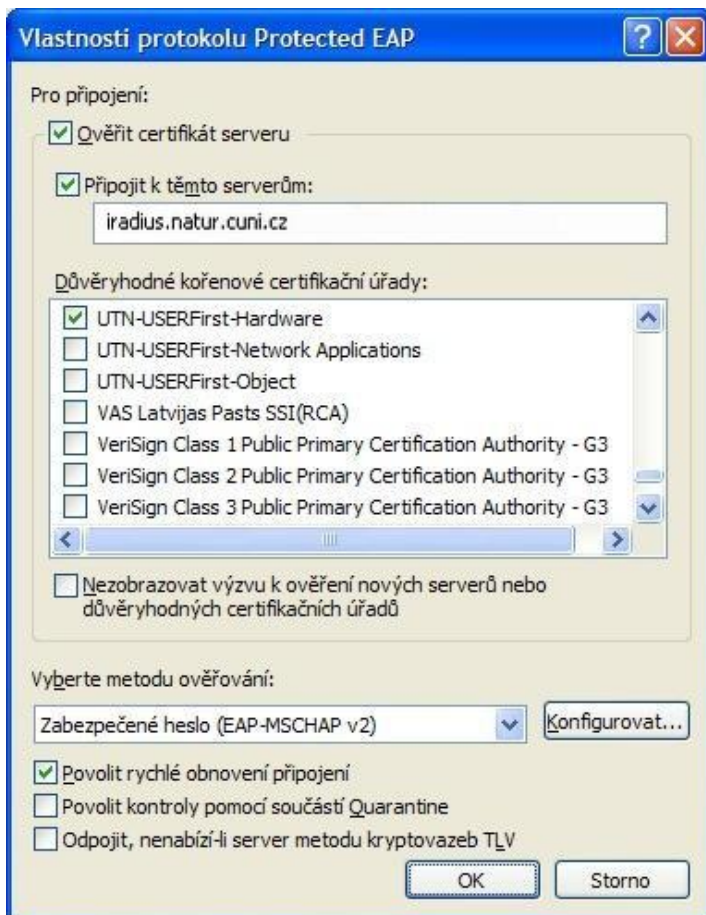 Vlastnosti protokolu Protected EAP
Pro připojení:
Ověřit certifikát serveru
Připojit k těmto serverům:
iradius.natur.cuni.cz
Důvěryhodné kořenové certifikační úřady:
UTN-USERFirst-Hardware
UTN-USERFirst-Network Applications
UTN-USERFirst-Object
VAS Latvijas Pasts SSI(RCA)
VeriSign Class 1 Public Primary Certification Authority - G3
VeriSign Class 2 Public Primary Certification Authority - G3
VeriSign Class 3 Public Primary Certification Authority - G3
Nezobrazovat výzvu k ověření nových serverů nebo
důvěryhodných certifikačních úřadů
Vyberte metodu ověřování:
Zabezpečené heslo (EAP-MSCHAP v2)
Konfigurovat...
Povolit rychlé obnovení připojení
Povolit kontroly pomocí součástí Quarantine
Odpojit, nenabízí-li server metodu kryptovazeb TLV
OK
Storno